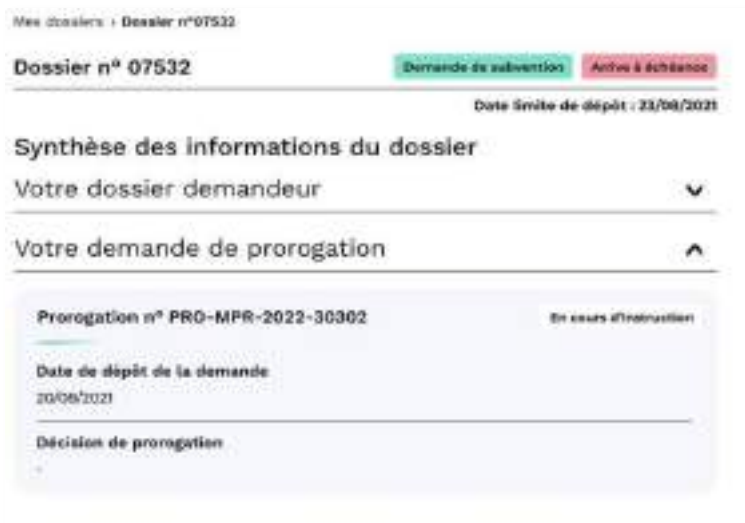 Mes dossiers > Dossier n°07532
Dossier n° 07532
Demande de subvention
Arrive à échéance
Date limite de dépôt : 23/08/2021
Synthèse des informations du dossier
Votre dossier demandeur
Votre demande de prorogation
Prorogation n° PRO-MPR-2022-30302
En cours d'instruction
Date de dépôt de la demande
20/08/2021
Décision de prorogation
-